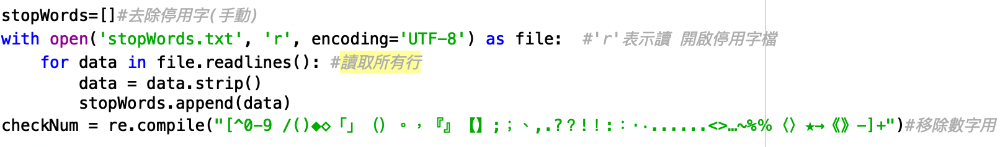 stopWords=[]#去除停用字(手動)
with open('stopWords.txt', 'r', encoding='UTF-8') as file:  #'r'表示讀 開啟停用字檔
    for data in file.readlines(): #讀取所有行
        data = data.strip()
        stopWords.append(data)
checkNum = re.compile("[^0-9 /()◆◇「」（）。，『』【】;；、,.?？!！:：·‧......<>…~%％〈〉★→《》-]+")#移除數字用